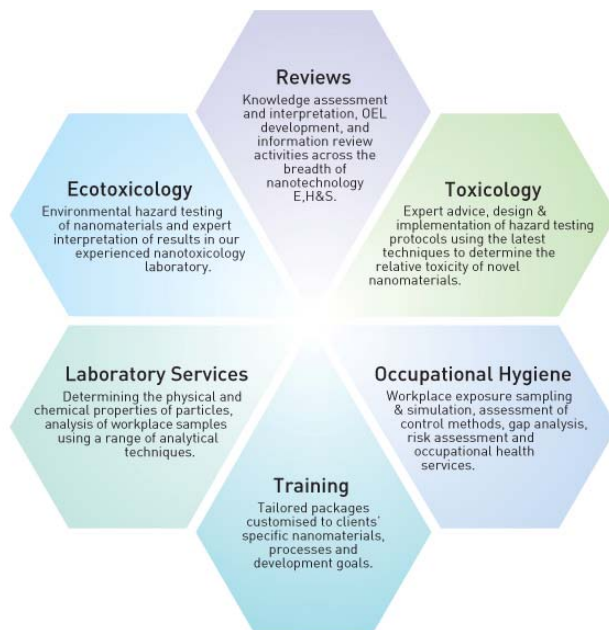 Reviews
Knowledge assessment
and interpretation, OEL
development, and
information review
activities across the
breadth of
nanotechnology
E,H&S.
Ecotoxicology
Environmental hazard testing
of nanomaterials and expert
interpretation of results in our
experienced nanotoxicology
laboratory.
Toxicology
Expert advice, design &
implementation of hazard testing
protocols using the latest
techniques to determine the
relative toxicity of novel
nanomaterials.
Laboratory Services
Determining the physical and
chemical properties of particles,
analysis of workplace samples
using a range of analytical
techniques.
Occupational Hygiene
Workplace exposure sampling
& simulation, assessment of
control methods, gap analysis,
risk assessment and
occupational health
services.
Training
Tailored packages
customised to clients'
specific nanomaterials,
processes and
development goals.